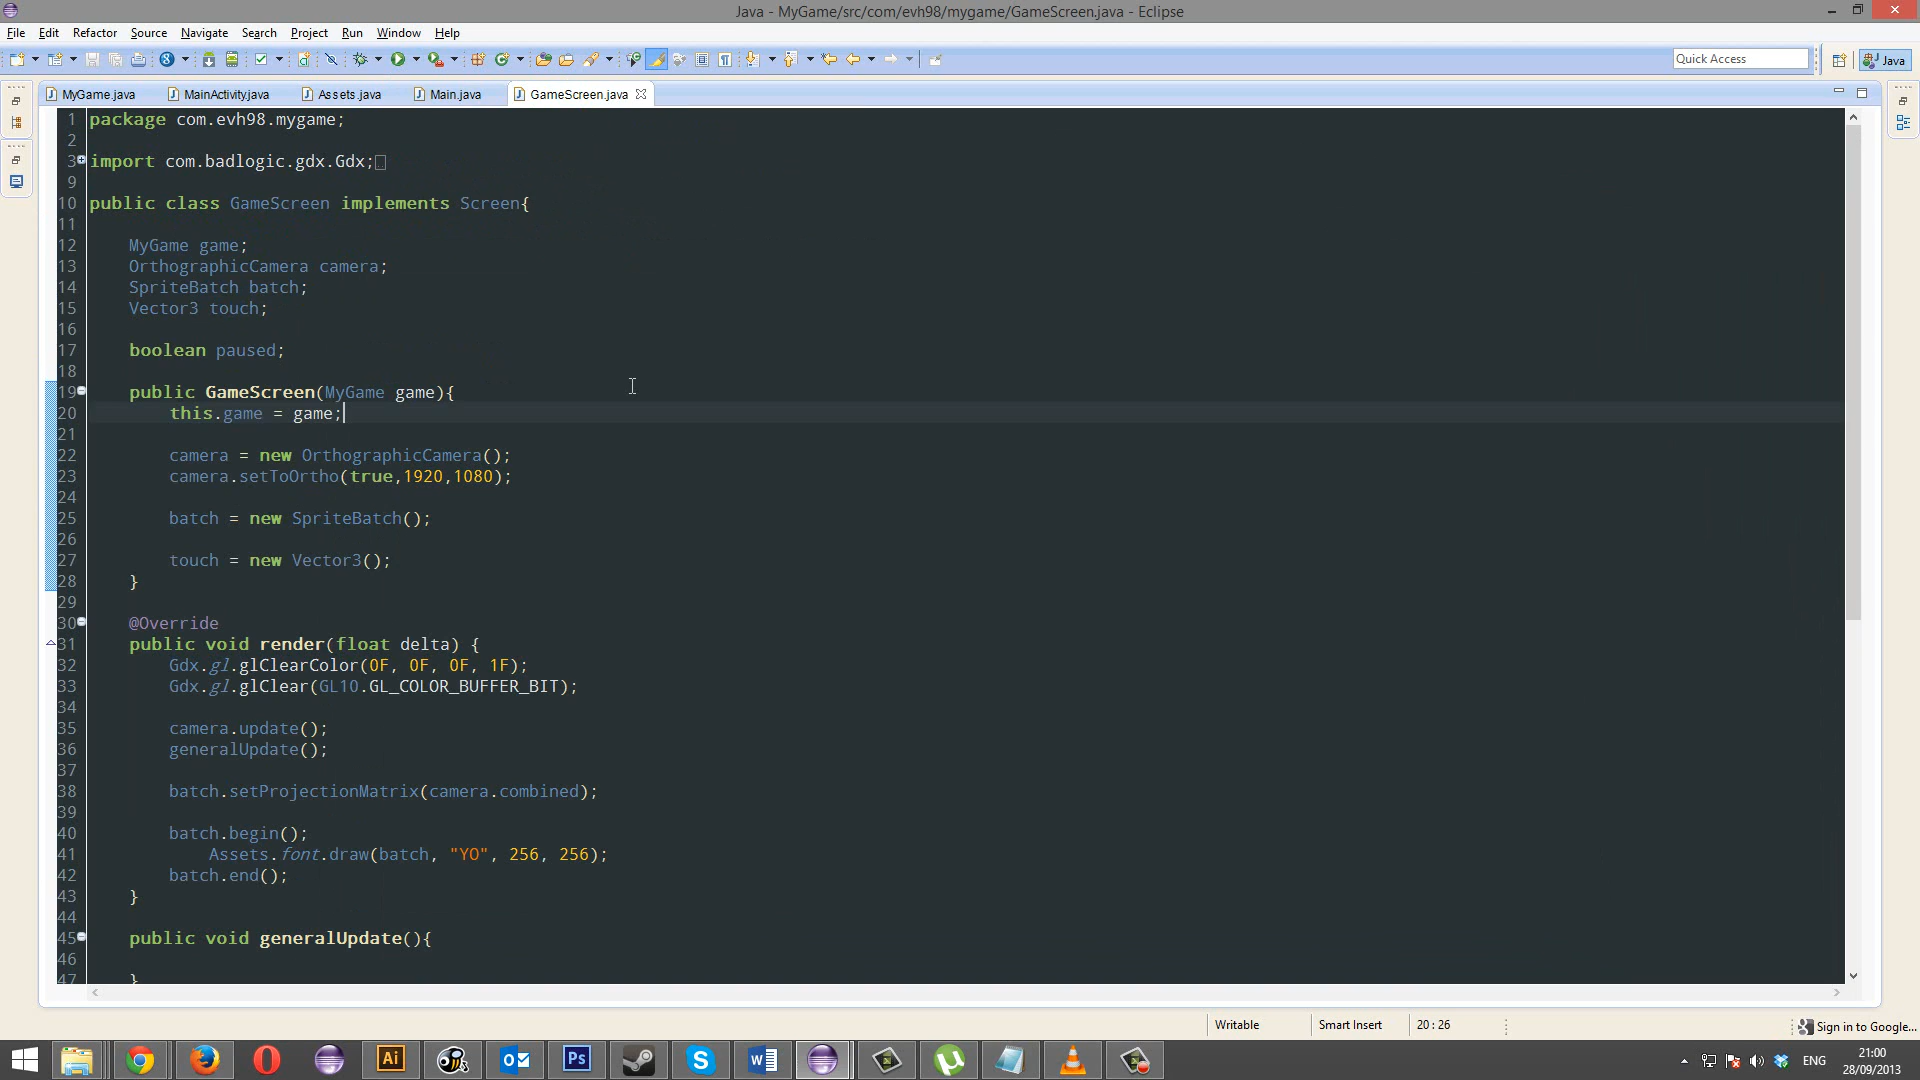 Java - MyGame/src/com/evh98/mygame/GameScreen.java - Eclipse
File Edit Refactor Source Navigate Search Project Run Window Help
Quick Access
Java
MyGame.java MainActivity.java Assets.java Main.java GameScreen.java
1 package com.evh98.mygame;
2
3 import com.badlogic.gdx.Gdx;
9
10 public class GameScreen implements Screen{
11
12 MyGame game;
13 OrthographicCamera camera;
14 SpriteBatch batch;
15 Vector3 touch;
16
17 boolean paused;
18
19 public GameScreen(MyGame game){
20 this.game = game;
21
22 camera = new OrthographicCamera();
23 camera.setToOrtho(true,1920,1080);
24
25 batch = new SpriteBatch();
26
27 touch = new Vector3();
28 }
29
30 @Override
31 public void render(float delta) {
32 Gdx.gl.glClearColor(0F, 0F, 0F, 1F);
33 Gdx.gl.glClear(GL10.GL_COLOR_BUFFER_BIT);
34
35 camera.update();
36 generalUpdate();
37
38 batch.setProjectionMatrix(camera.combined);
39
40 batch.begin();
41 Assets.font.draw(batch, "YO", 256, 256);
42 batch.end();
43 }
44
45 public void generalUpdate(){
46
47 }
Writable Smart Insert 20 : 26
Sign in to Google...
Ai Ps
ENG
21:00
28/09/2013